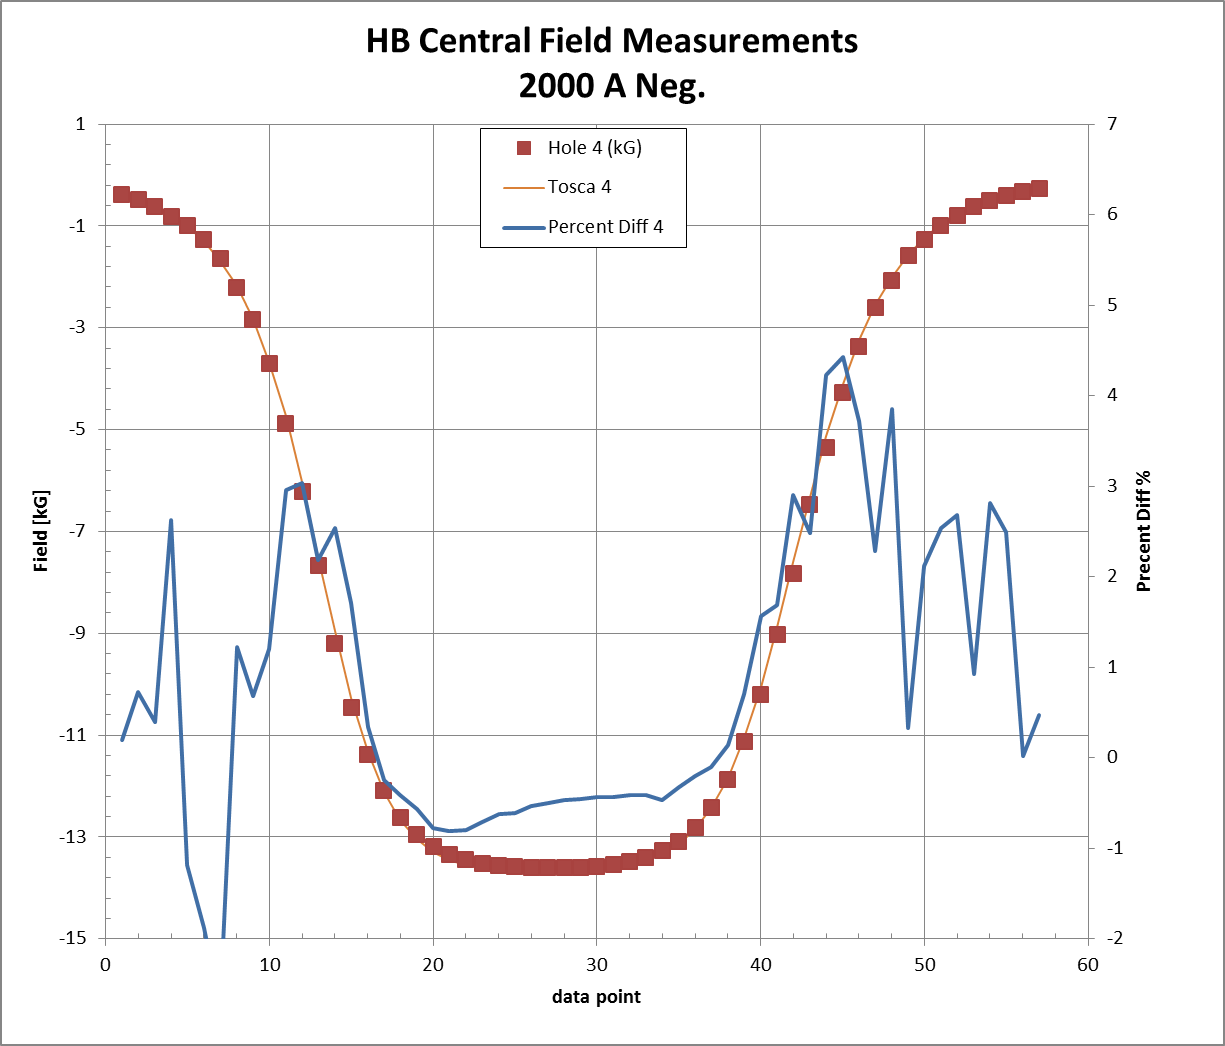 HB Central Field Measurements
2000 A Neg.
Hole 4 (kG)
Tosca 4
Percent Diff 4
1
-1
-3
-5
-7
-9
-11
-13
-15
Field [kG]
7
6
5
4
3
2
1
0
-1
-2
Precent Diff %
0 10 20 30 40 50 60
data point